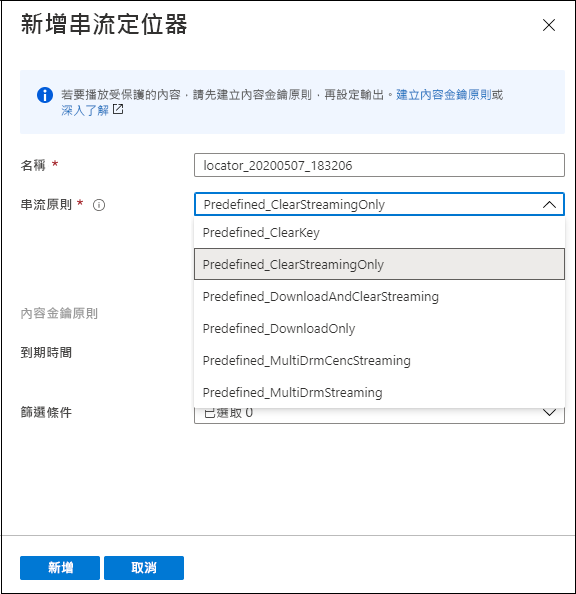 新增串流定位器
若要播放受保護的內容，請先建立內容金鑰原則，再設定輸出。建立內容金鑰原則或
深入了解
名稱 *
locator_20200507_183206
串流原則 *
Predefined_ClearStreamingOnly
Predefined_ClearKey
Predefined_ClearStreamingOnly
Predefined_DownloadAndClearStreaming
Predefined_DownloadOnly
Predefined_MultiDrmCencStreaming
Predefined_MultiDrmStreaming
內容金鑰原則
到期時間
篩選條件
已選取 0
新增
取消